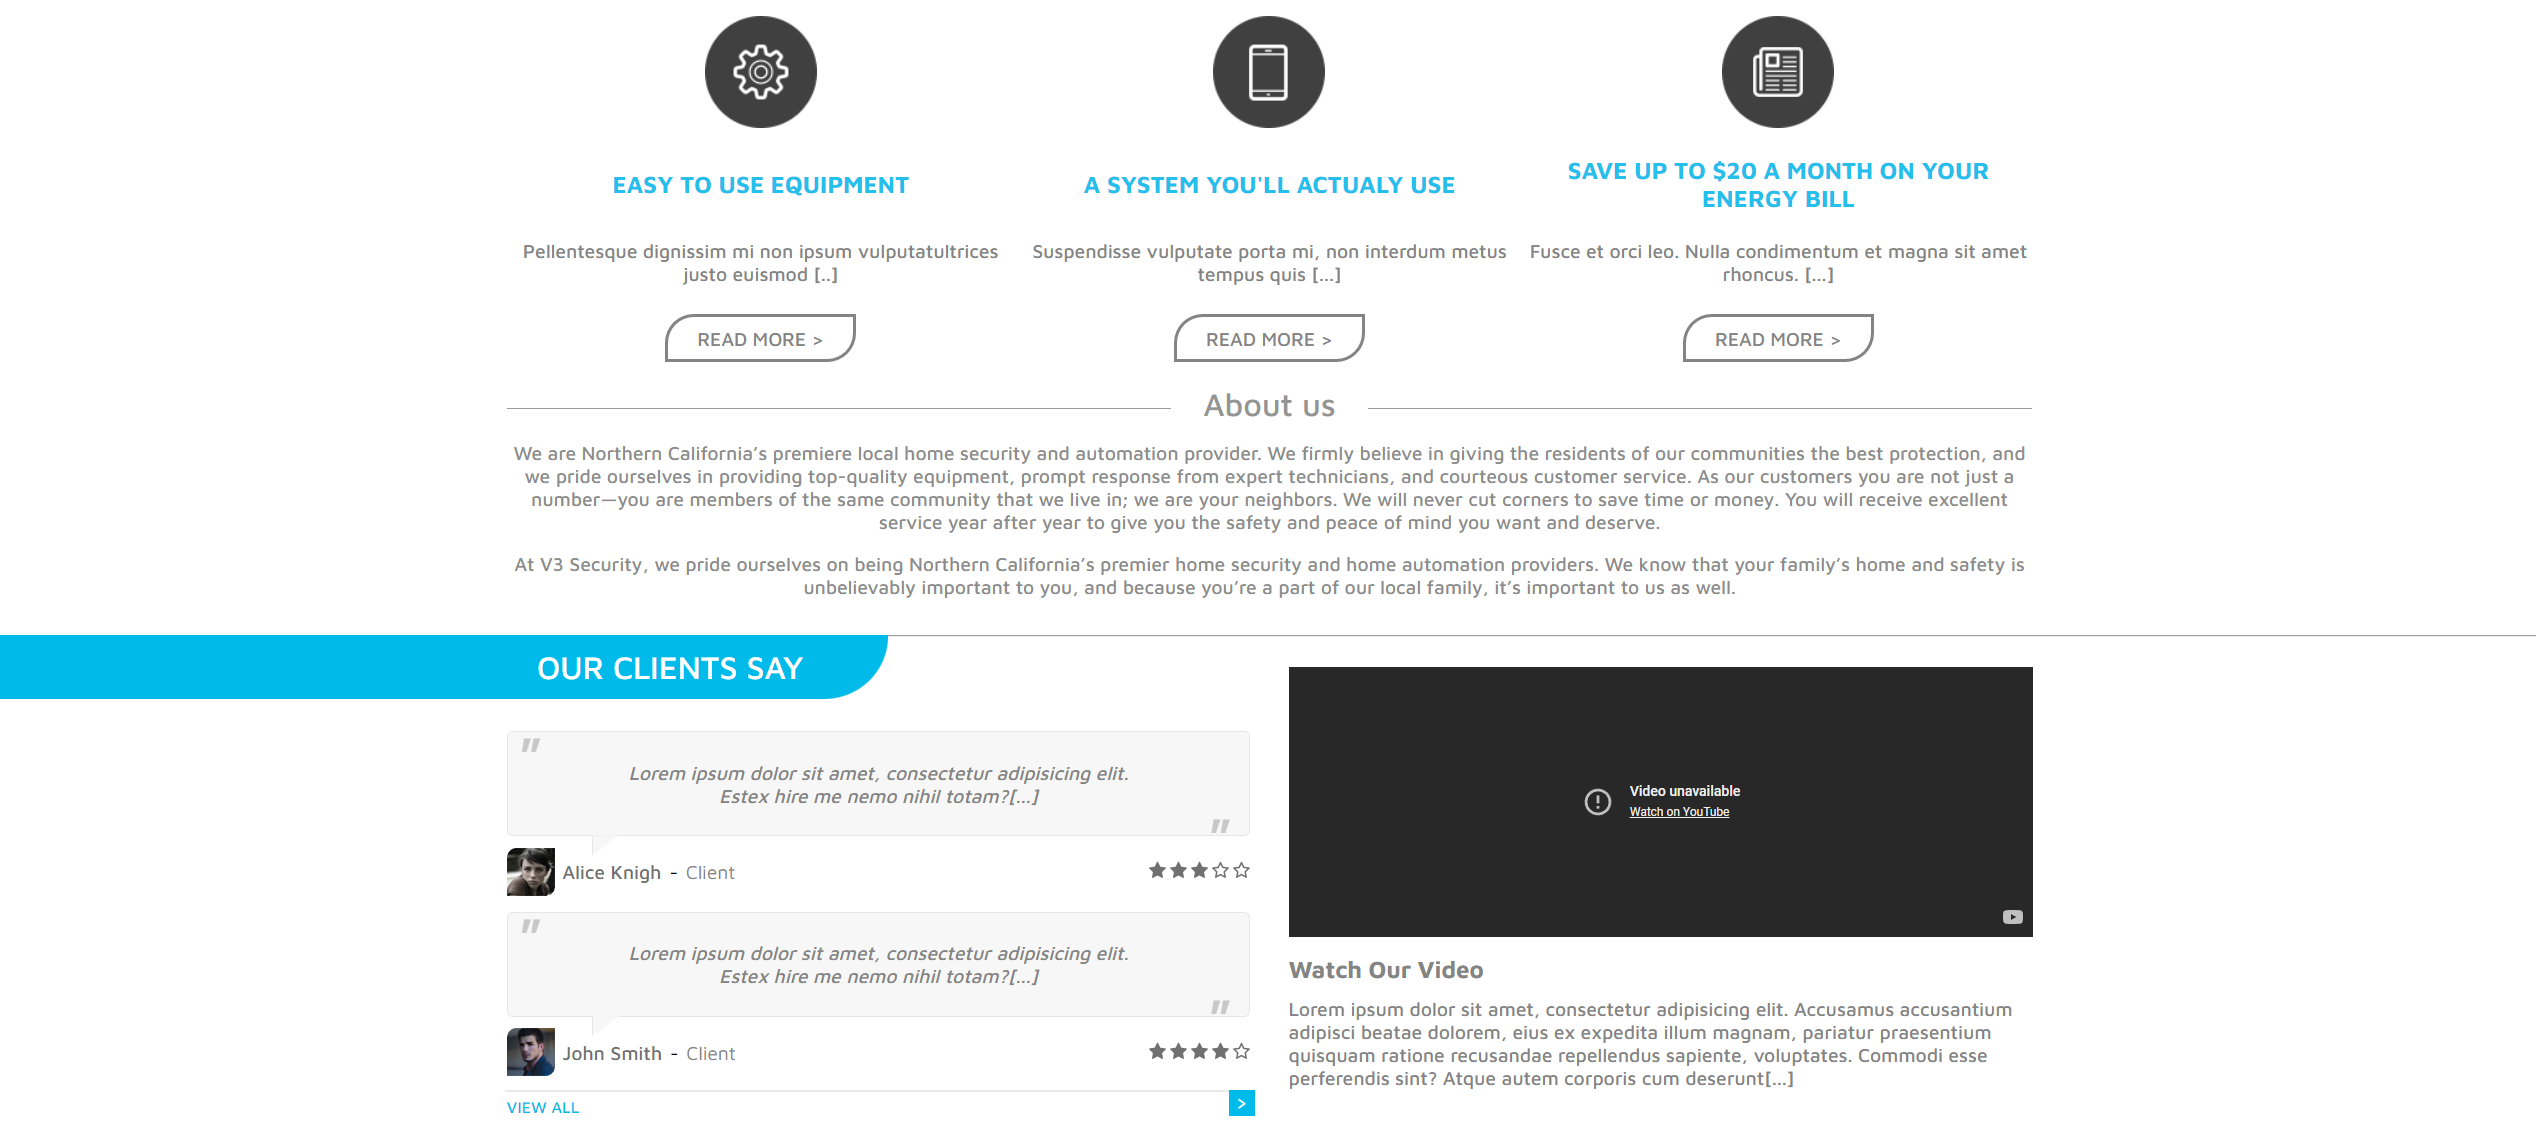 EASY TO USE EQUIPMENT
Pellentesque dignissim mi non ipsum vulputatultrices
justo euismod [..]
READ MORE >
A SYSTEM YOU'LL ACTUALY USE
Suspendisse vulputate porta mi, non interdum metus
tempus quis [...]
READ MORE >
SAVE UP TO $20 A MONTH ON YOUR
ENERGY BILL
Fusce et orci leo. Nulla condimentum et magna sit amet
rhoncus. [...]
READ MORE >
About us
We are Northern California’s premiere local home security and automation provider. We firmly believe in giving the residents of our communities the best protection, and
we pride ourselves in providing top-quality equipment, prompt response from expert technicians, and courteous customer service. As our customers you are not just a
number—you are members of the same community that we live in; we are your neighbors. We will never cut corners to save time or money. You will receive excellent
service year after year to give you the safety and peace of mind you want and deserve.
At V3 Security, we pride ourselves on being Northern California’s premier home security and home automation providers. We know that your family’s home and safety is
unbelievably important to you, and because you’re a part of our local family, it’s important to us as well.
OUR CLIENTS SAY
"
Lorem ipsum dolor sit amet, consectetur adipisicing elit.
Estex hire me nemo nihil totam?[...]
"
Alice Knigh - Client
"
Lorem ipsum dolor sit amet, consectetur adipisicing elit.
Estex hire me nemo nihil totam?[...]
"
John Smith - Client
VIEW ALL
>
Video unavailable
Watch on YouTube
Watch Our Video
Lorem ipsum dolor sit amet, consectetur adipisicing elit. Accusamus accusantium
adipisci beatae dolorem, eius ex expedita illum magnam, pariatur praesentium
quisquam ratione recusandae repellendus sapiente, voluptates. Commodi esse
perferendis sint? Atque autem corporis cum deserunt[...]